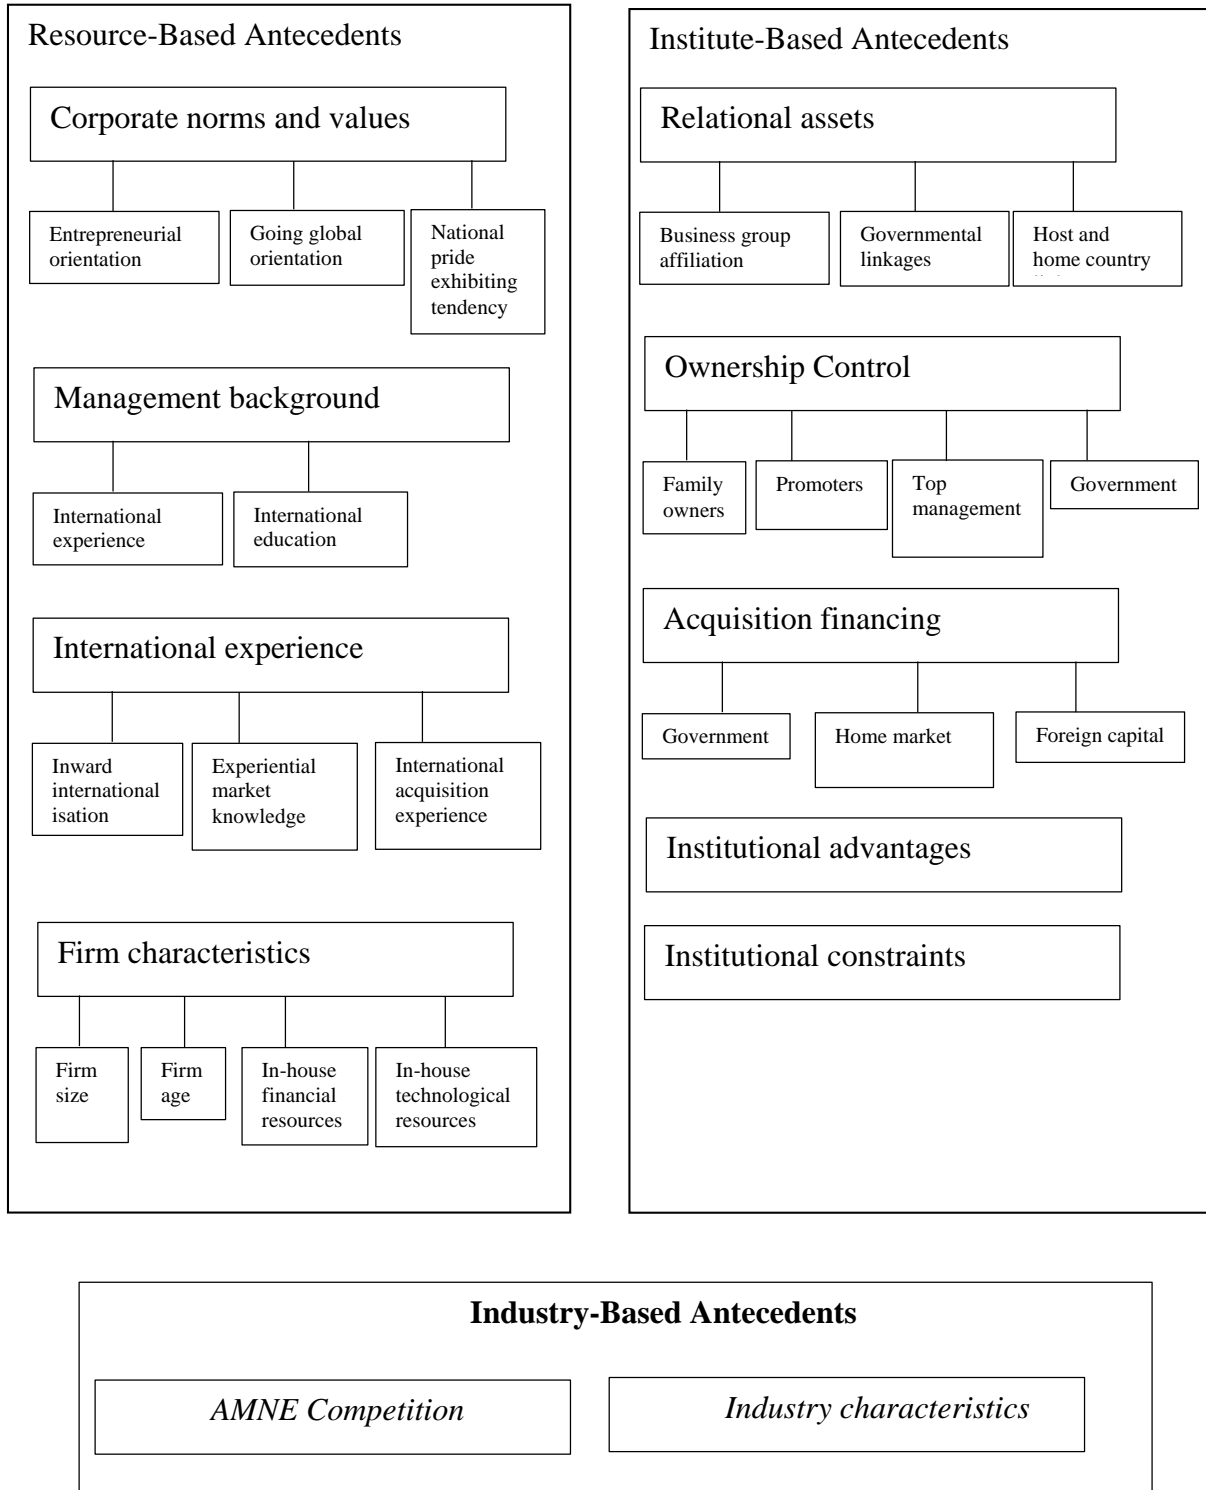 Resource-Based Antecedents
Corporate norms and values
Entrepreneurial
orientation
Going global
orientation
National
pride
exhibiting
tendency
Management background
International
experience
International
education
International experience
Inward
international
isation
Experiential
market
knowledge
International
acquisition
experience
Firm characteristics
Firm
size
Firm
age
In-house
financial
resources
In-house
technological
resources
Institute-Based Antecedents
Relational assets
Business group
affiliation
Governmental
linkages
Host and
home country
Ownership Control
Family
owners
Promoters
Top
management
Government
Acquisition financing
Government
Home market
Foreign capital
Institutional advantages
Institutional constraints
Industry-Based Antecedents
AMNE Competition
Industry characteristics